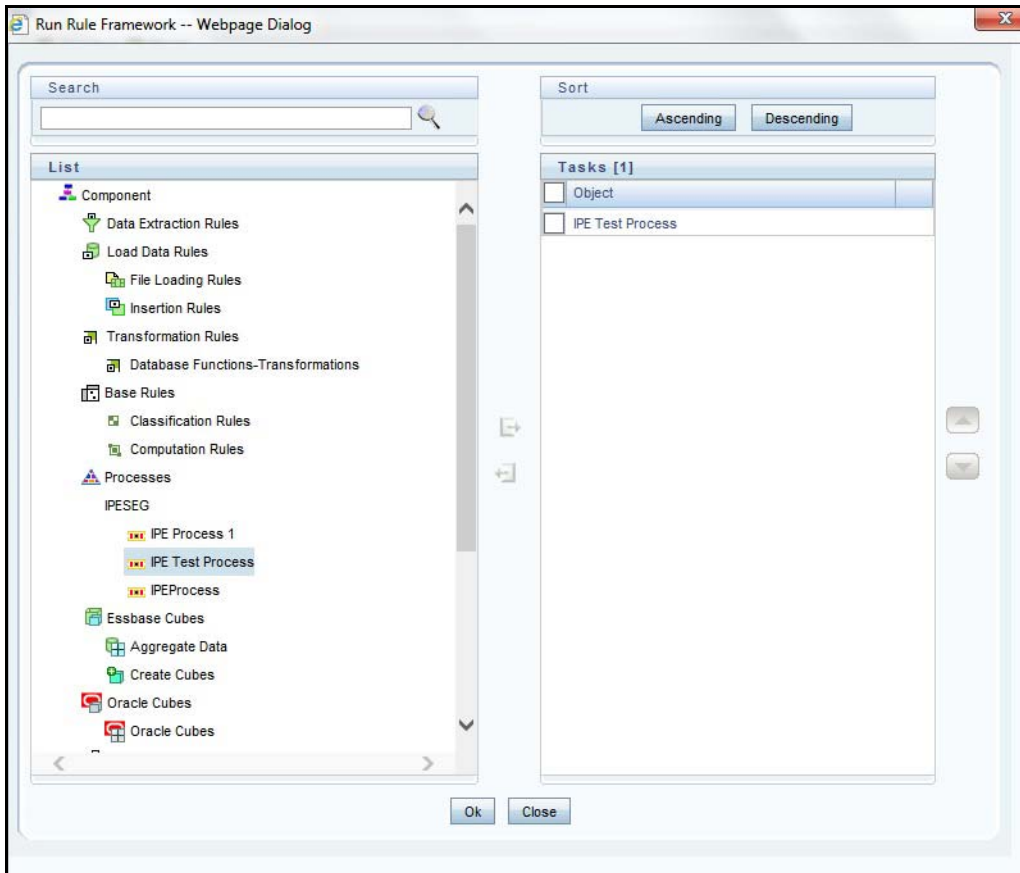 Run Rule Framework -- Webpage Dialog
Search
Sort
Ascending
Descending
List
Component
Data Extraction Rules
Load Data Rules
File Loading Rules
Insertion Rules
Transformation Rules
Database Functions-Transformations
Base Rules
Classification Rules
Computation Rules
Processes
IPESEG
IPE Process 1
IPE Test Process
IPEProcess
Essbase Cubes
Aggregate Data
Create Cubes
Oracle Cubes
Oracle Cubes
Tasks [1]
Object
IPE Test Process
Ok
Close